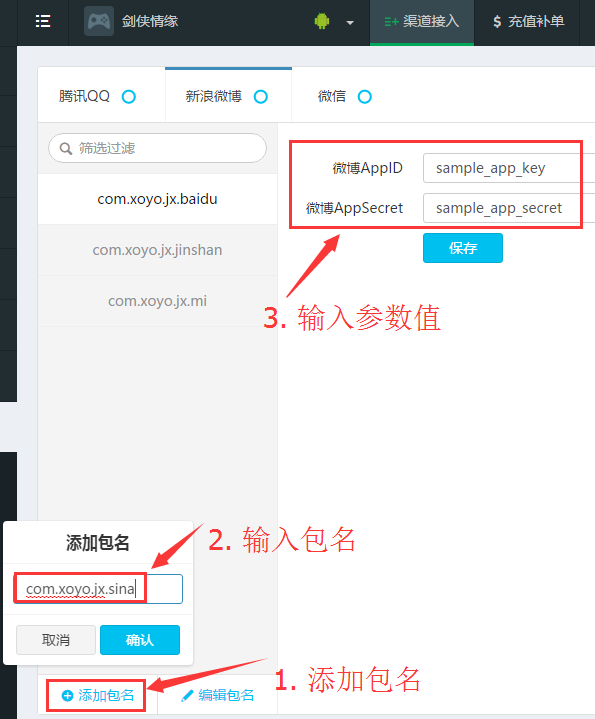 剑侠情缘
渠道接入
$ 充值补单
腾讯QQ
新浪微博
微信
筛选过滤
com.xoyo.jx.baidu
com.xoyo.jx.jinshan
com.xoyo.jx.mi
微博AppID
sample_app_key
微博AppSecret
sample_app_secret
保存
3. 输入参数值
添加包名
2. 输入包名
com.xoyo.jx.sina
取消
确认
添加包名
编辑包名
1. 添加包名